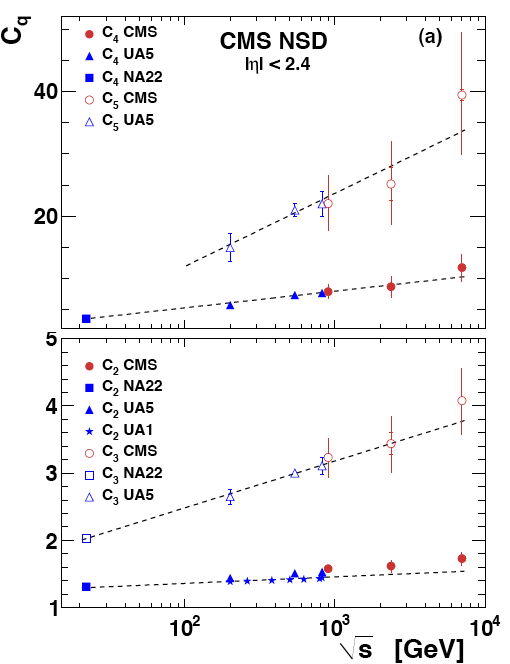 C_q
C_4 CMS
C_4 UA5
C_4 NA22
C_5 CMS
C_5 UA5
CMS NSD
|η| < 2.4
(a)
40
20
C_2 CMS
C_2 NA22
C_2 UA5
C_2 UA1
C_3 CMS
C_3 NA22
C_3 UA5
5
4
3
2
1
10^2
10^3
10^4
√s [GeV]